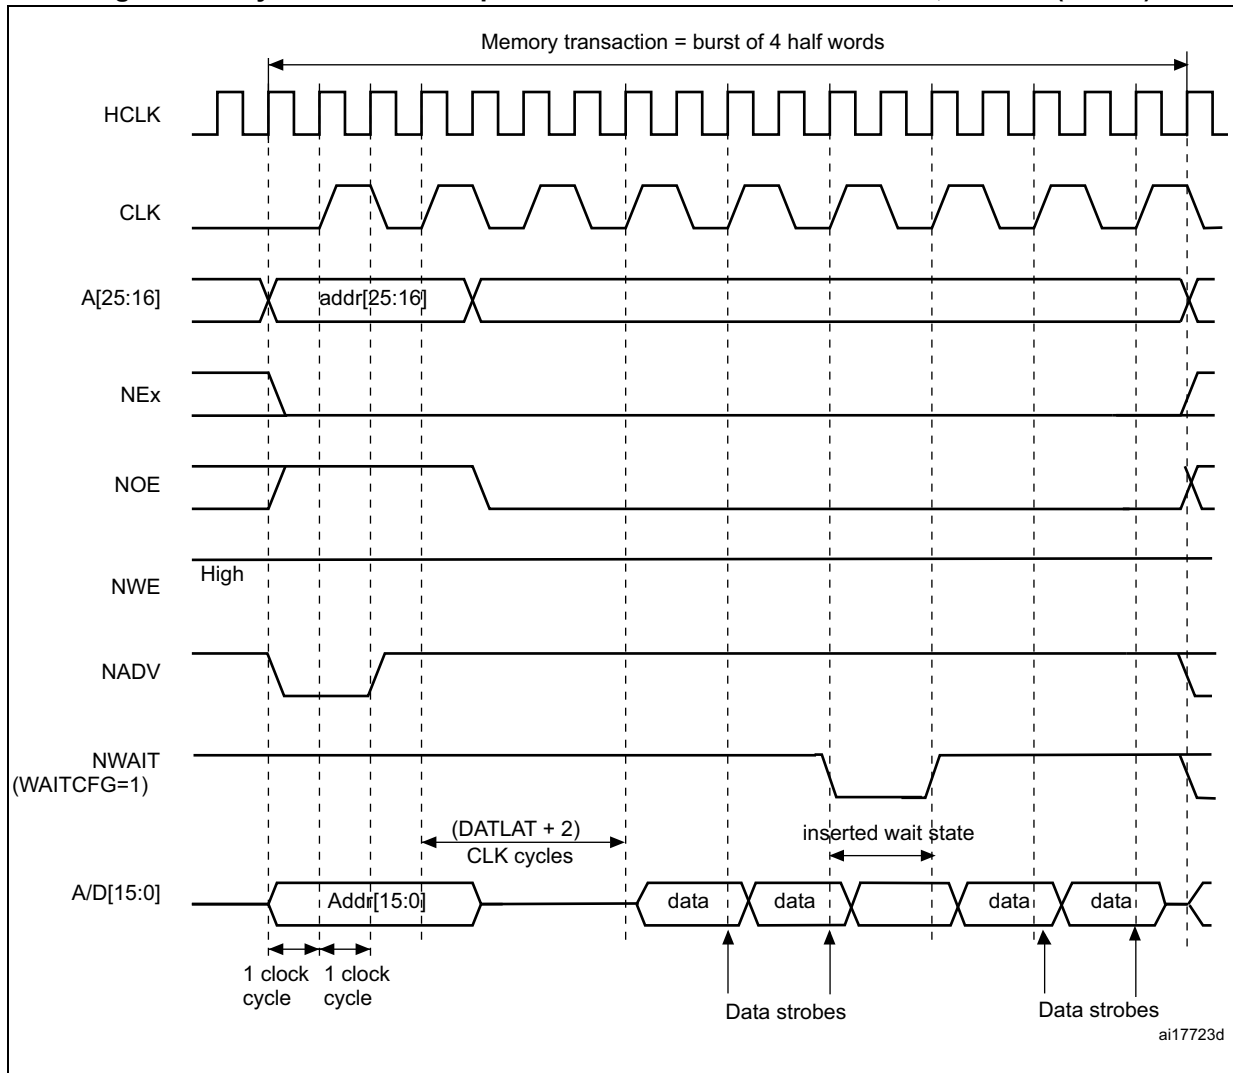 Memory transaction = burst of 4 half words
HCLK
CLK
A[25:16]
addr[25:16]
NEx
NOE
High
NWE
NADV
NWAIT
(WAITCFG=1)
(DATLAT + 2)
CLK cycles
inserted wait state
A/D[15:0]
Addr[15:0]
data
data
data
data
1 clock
cycle
1 clock
cycle
Data strobes
Data strobes
ai17723d